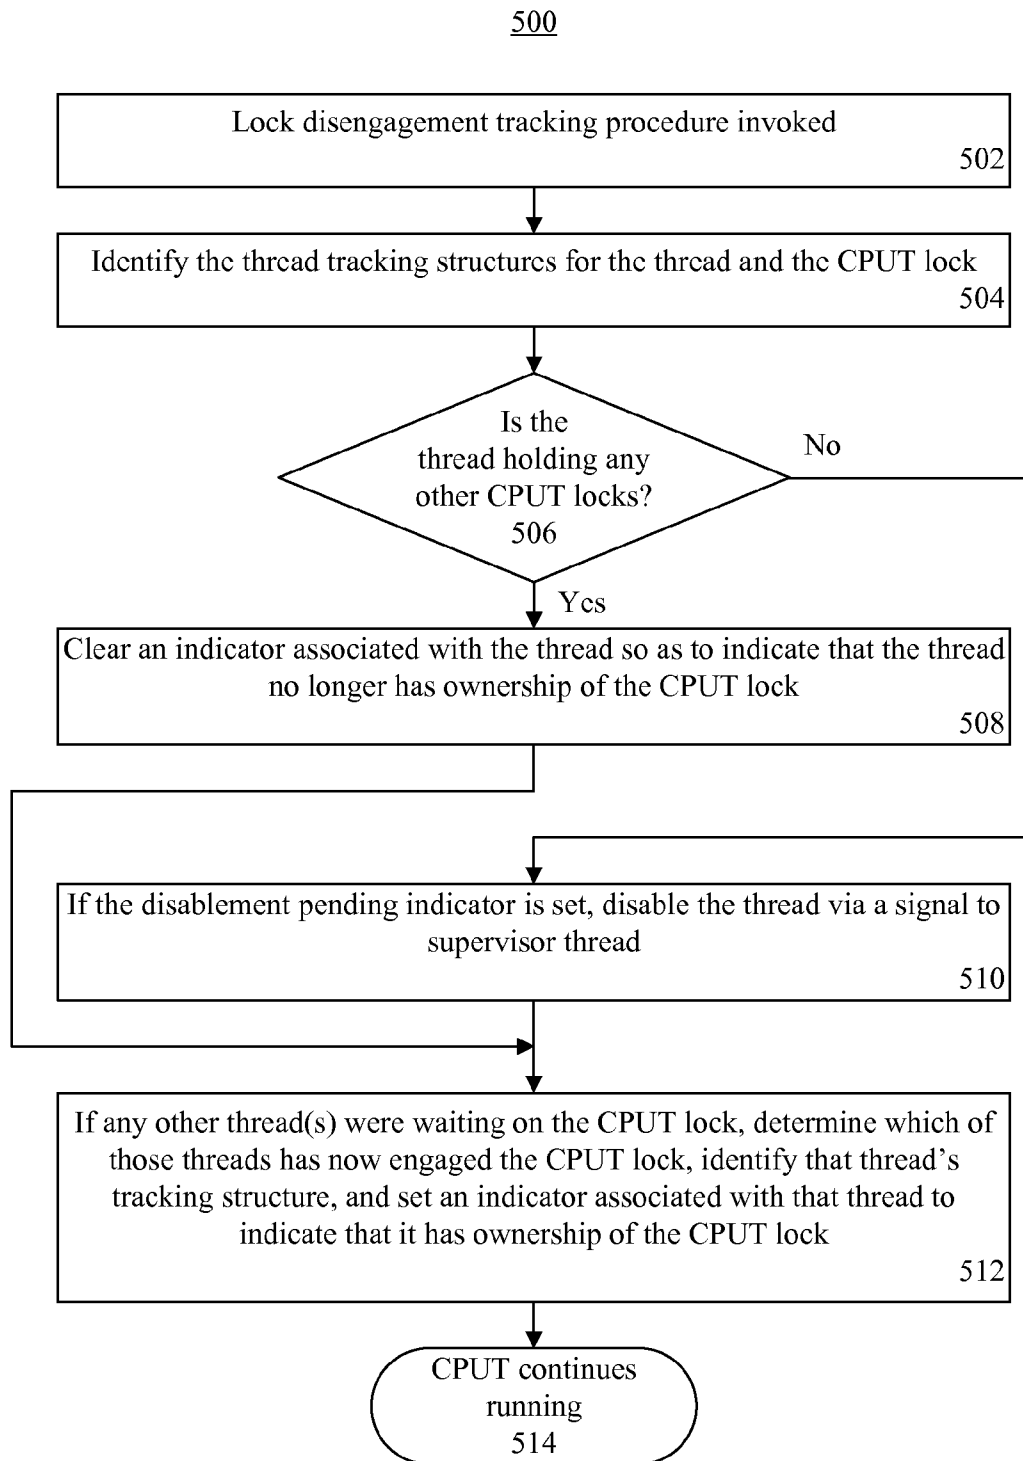 500
Lock disengagement tracking procedure invoked
502
Identify the thread tracking structures for the thread and the CPUT lock
504
Is the
thread holding any
other CPUT locks?
506
No
Yes
Clear an indicator associated with the thread so as to indicate that the thread
no longer has ownership of the CPUT lock
508
If the disablement pending indicator is set, disable the thread via a signal to
supervisor thread
510
If any other thread(s) were waiting on the CPUT lock, determine which of
those threads has now engaged the CPUT lock, identify that thread’s
tracking structure, and set an indicator associated with that thread to
indicate that it has ownership of the CPUT lock
512
CPUT continues
running
514